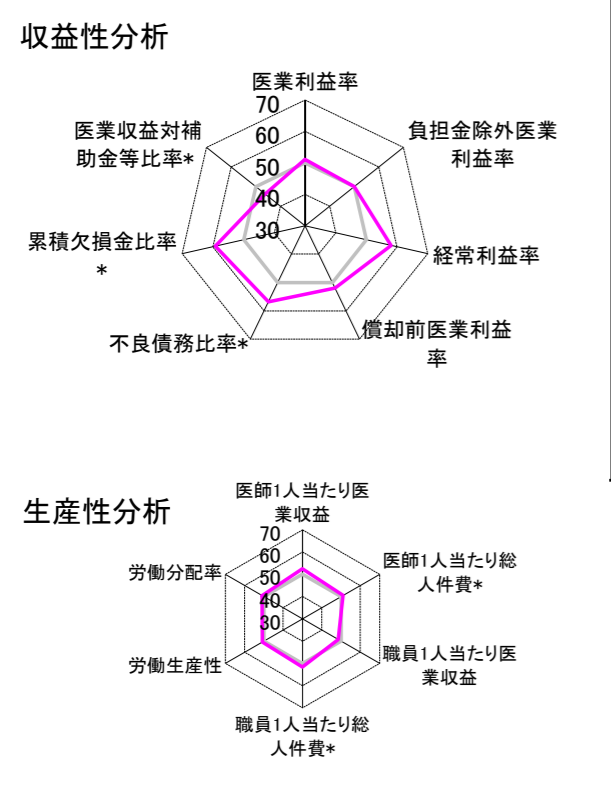 収益性分析
医業利益率
70
60
50
40
30
負担金除外医業
利益率
経常利益率
償却前医業利益
率
不良債務比率*
累積欠損金比率
*
医業収益対補
助金等比率*
生産性分析
医師1人当たり医
業収益
70
60
50
40
30
医師1人当たり総
人件費*
職員1人当たり医
業収益
職員1人当たり総
人件費*
労働生産性
労働分配率